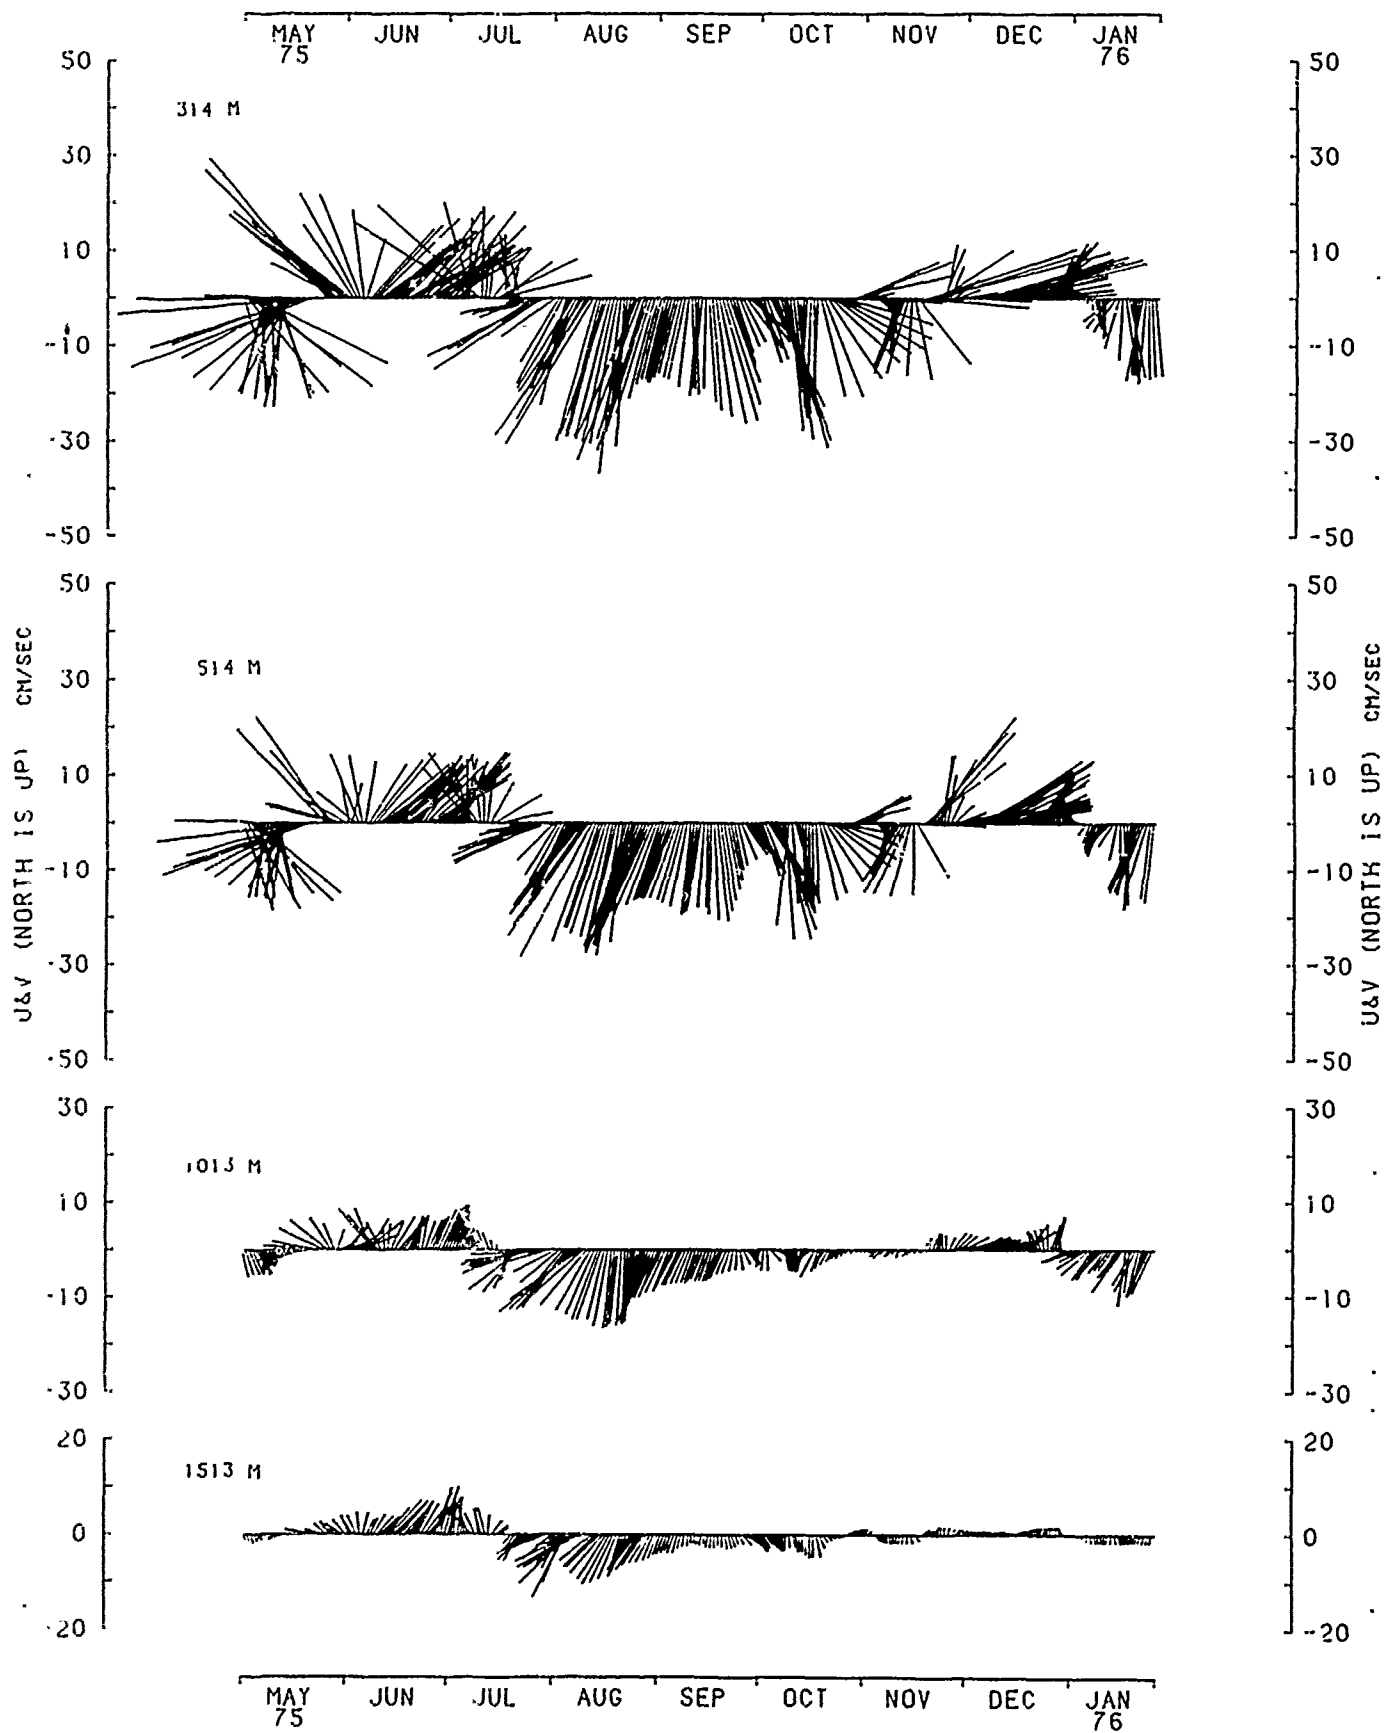 MAY JUN JUL AUG SEP OCT NOV DEC JAN
75 76
50 50
314 M
30 30
10 10
-10 -10
-30 -30
-50 -50
50 50
514 M
30 30
10 10
-10 -10
-30 -30
-50 -50
U&V (NORTH IS UP) CM/SEC
U&V (NORTH IS UP) CM/SEC
30 30
1013 M
10 10
-10 -10
-30 -30
20 20
1513 M
0 0
-20 -20
MAY JUN JUL AUG SEP OCT NOV DEC JAN
75 76